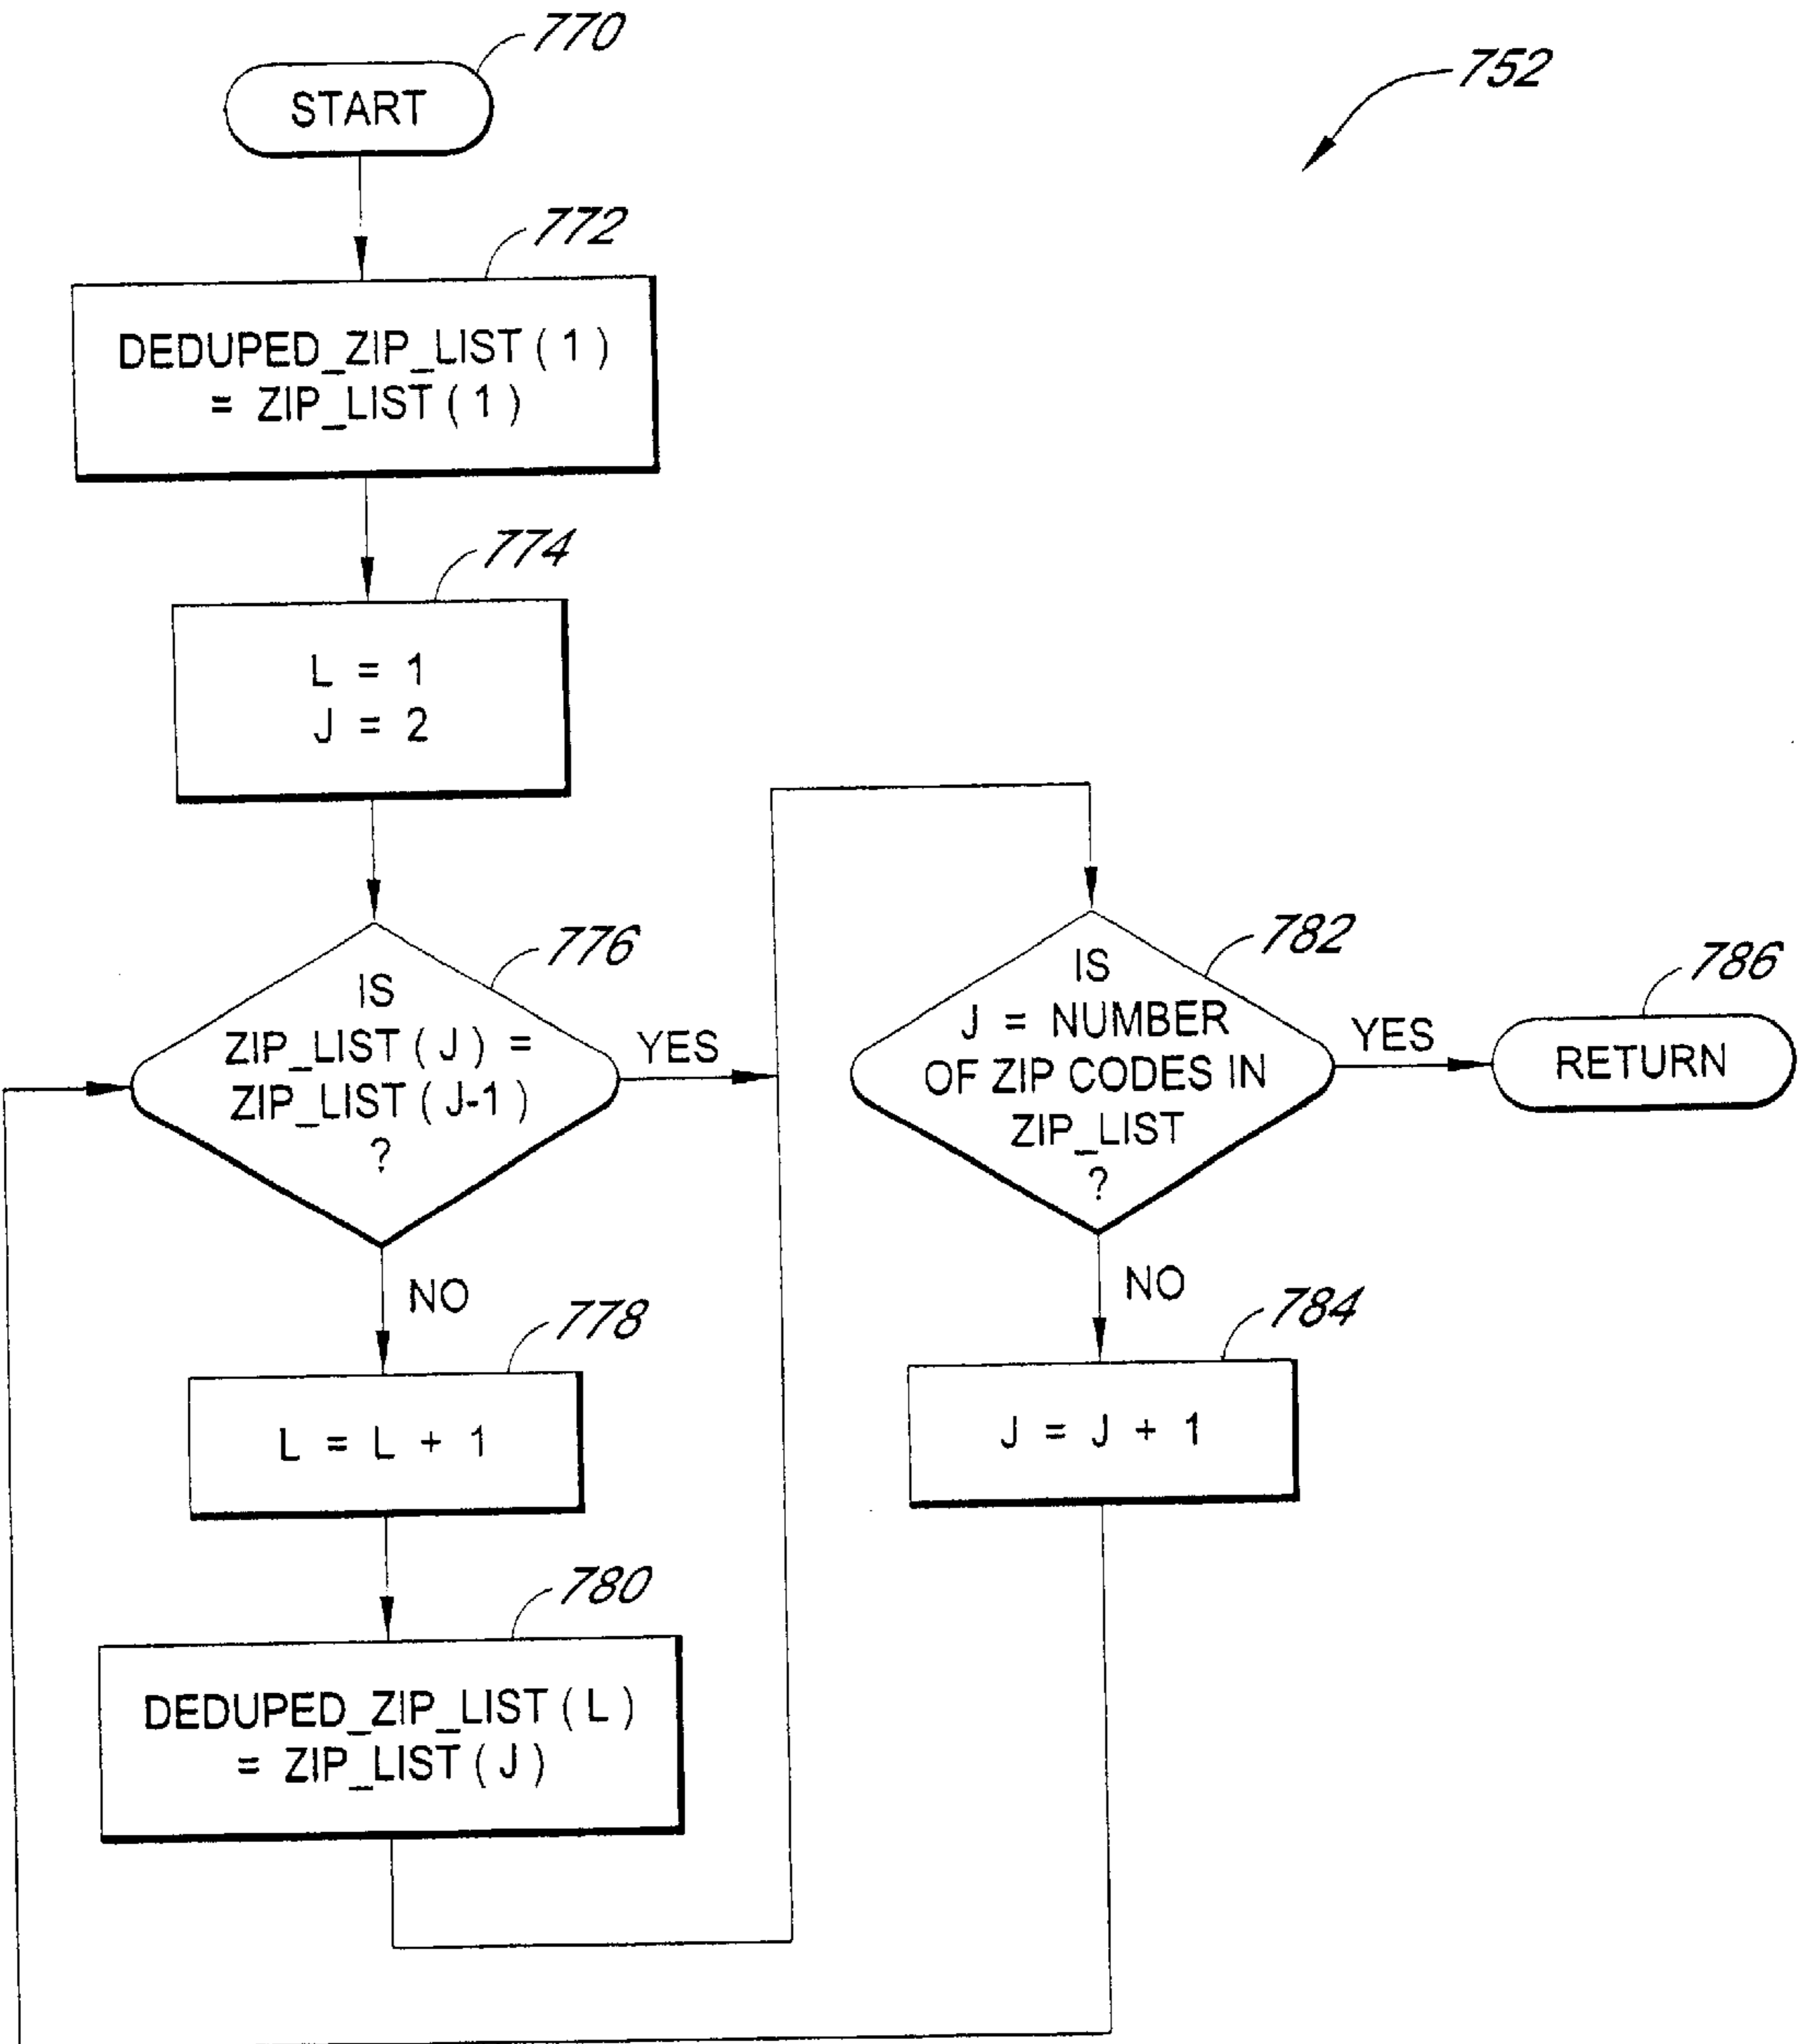 770
START
752
772
DEDUPED_ZIP_LIST ( 1 )
= ZIP_LIST ( 1 )
774
L = 1
J = 2
776
IS
ZIP_LIST ( J ) =
ZIP_LIST ( J-1 )
?
YES
NO
778
L = L + 1
780
DEDUPED_ZIP_LIST ( L )
= ZIP_LIST ( J )
782
IS
J = NUMBER
OF ZIP CODES IN
ZIP_LIST
?
YES
786
RETURN
NO
784
J = J + 1